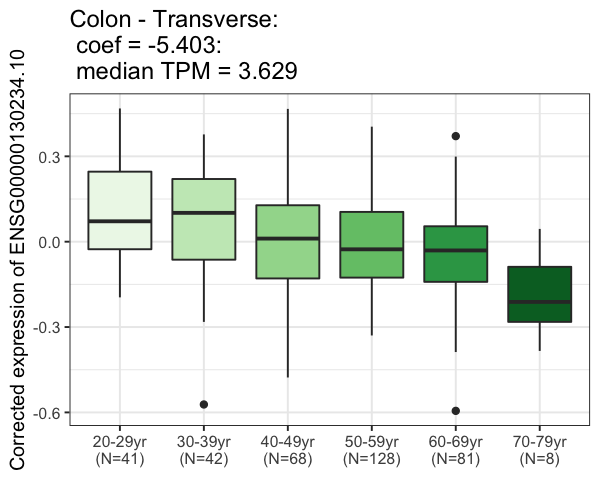 Colon - Transverse:
coef = -5.403:
median TPM = 3.629
Corrected expression of ENSG00000130234.10
0.3
0.0
-0.3
-0.6
20-29yr 30-39yr 40-49yr 50-59yr 60-69yr 70-79yr
(N=41) (N=42) (N=68) (N=128) (N=81) (N=8)